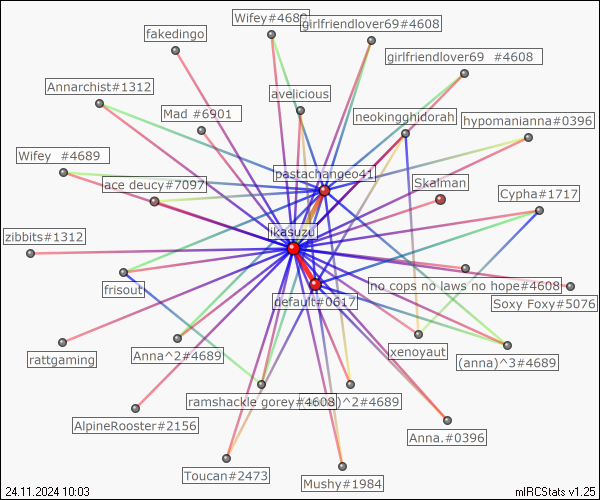 Wifey#4689
girlfriendlover69#4608
fakedingo
girlfriendlover69 #4608
Annarchist#1312
avelicious
Mad #6901
neokingghidorah
hypomanianna#0396
Wifey #4689
pastachangeo41
ace deucy#7097
Skalman
Cypha#1717
jikasuzu
zibbits#1312
frisout
no cops no laws no hope#4608
default#0617
Soxy Foxy#5076
rattgaming
Anna^2#4689
xenoyaut
(anna)^3#4689
ramshackle gorey#4608
)^2#4689
AlpineRooster#2156
Anna.#0396
Toucan#2473
Mushy#1984
24.11.2024 10:03
mIRCStats v1.25